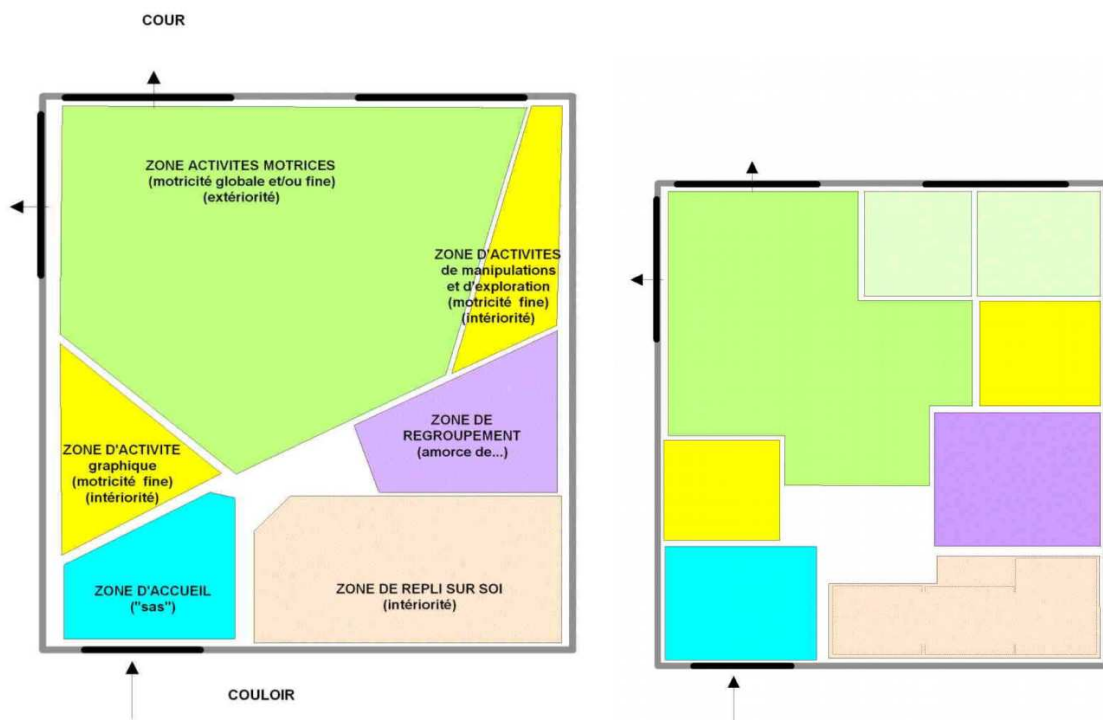 COUR
ZONE ACTIVITES MOTRICES
(motricité globale et/ou fine)
(extériorité)
ZONE D'ACTIVITES
de manipulations
et d'exploration
(motricité fine)
(intériorité)
ZONE DE
REGROUPEMENT
(amorce de...)
ZONE D'ACTIVITE
graphique
(motricité fine)
(intériorité)
ZONE D'ACCUEIL
("sas")
ZONE DE REPLI SUR SOI
(intériorité)
COULOIR